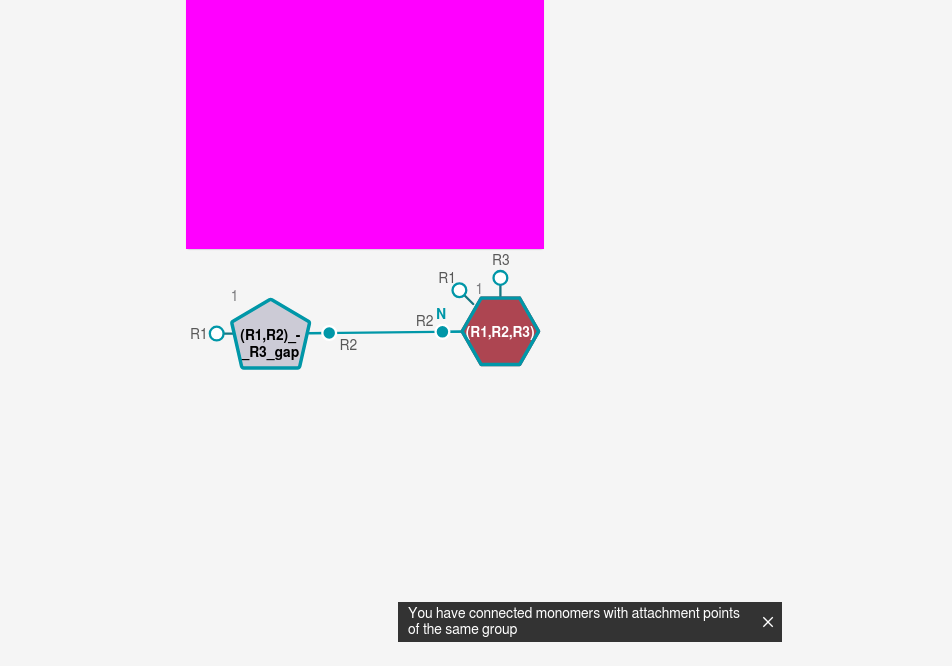 R3
R1
1
1
N
R2
R1
(R1,R2)_-
_R3_gap
R2
(R1,R2,R3)
You have connected monomers with attachment points
of the same group